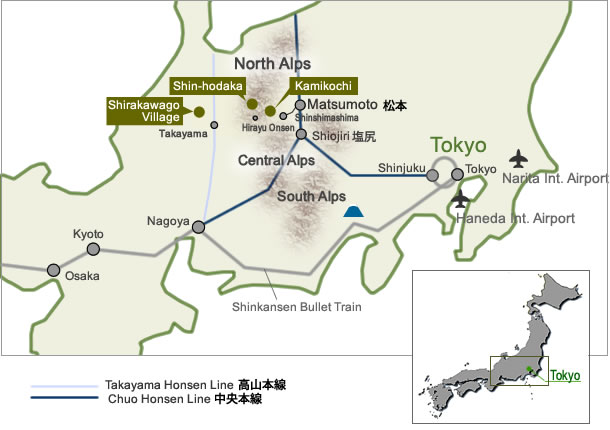 North Alps
Shin-hodaka
Kamikochi
Shirakawago
Village
Matsumoto 松本
Shinshimashima
Hirayu Onsen
Takayama
Shiojiri 塩尻
Tokyo
Central Alps
Shinjuku
Tokyo
Narita Int. Airport
South Alps
Haneda Int. Airport
Nagoya
Kyoto
Osaka
Shinkansen Bullet Train
Tokyo
Takayama Honsen Line 高山本線
Chuo Honsen Line 中央本線